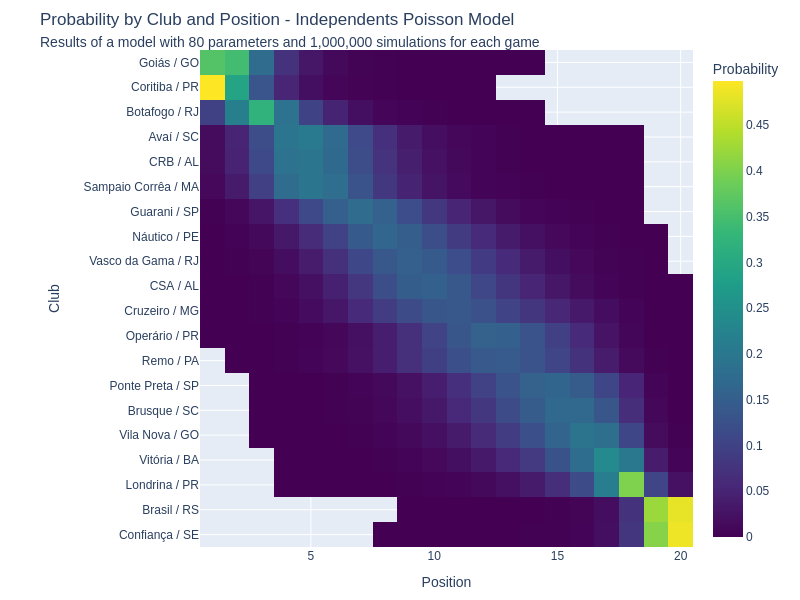 Probability by Club and Position - Independents Poisson Model
Results of a model with 80 parameters and 1,000,000 simulations for each game
Probability
Goiás / GO
Coritiba / PR
Botafogo / RJ
Avaí / SC
CRB / AL
Sampaio Corrêa / MA
Guarani / SP
Náutico / PE
Vasco da Gama / RJ
CSA / AL
Cruzeiro / MG
Operário / PR
Remo / PA
Ponte Preta / SP
Brusque / SC
Vila Nova / GO
Vitória / BA
Londrina / PR
Brasil / RS
Confiança / SE
Club
5
10
15
20
Position
0.45
0.4
0.35
0.3
0.25
0.2
0.15
0.1
0.05
0